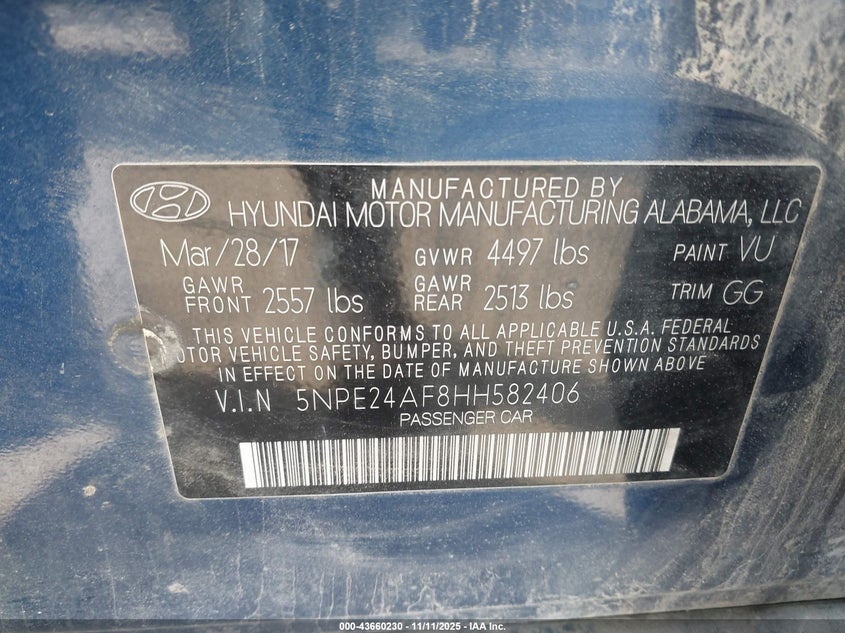 MANUFACTURED BY
HYUNDAI MOTOR MANUFACTURING ALABAMA, LLC
Mar/28/17 GVWR 4497 lbs PAINT VU
GAWR FRONT 2557 lbs GAWR REAR 2513 lbs TRIM GG
THIS VEHICLE CONFORMS TO ALL APPLICABLE U.S.A. FEDERAL
MOTOR VEHICLE SAFETY, BUMPER, AND THEFT PREVENTION STANDARDS
IN EFFECT ON THE DATE OF MANUFACTURE SHOWN ABOVE
V.I.N 5NPE24AF8HH582406
PASSENGER CAR
000-43660230 - 11/11/2025 - IAA Inc.